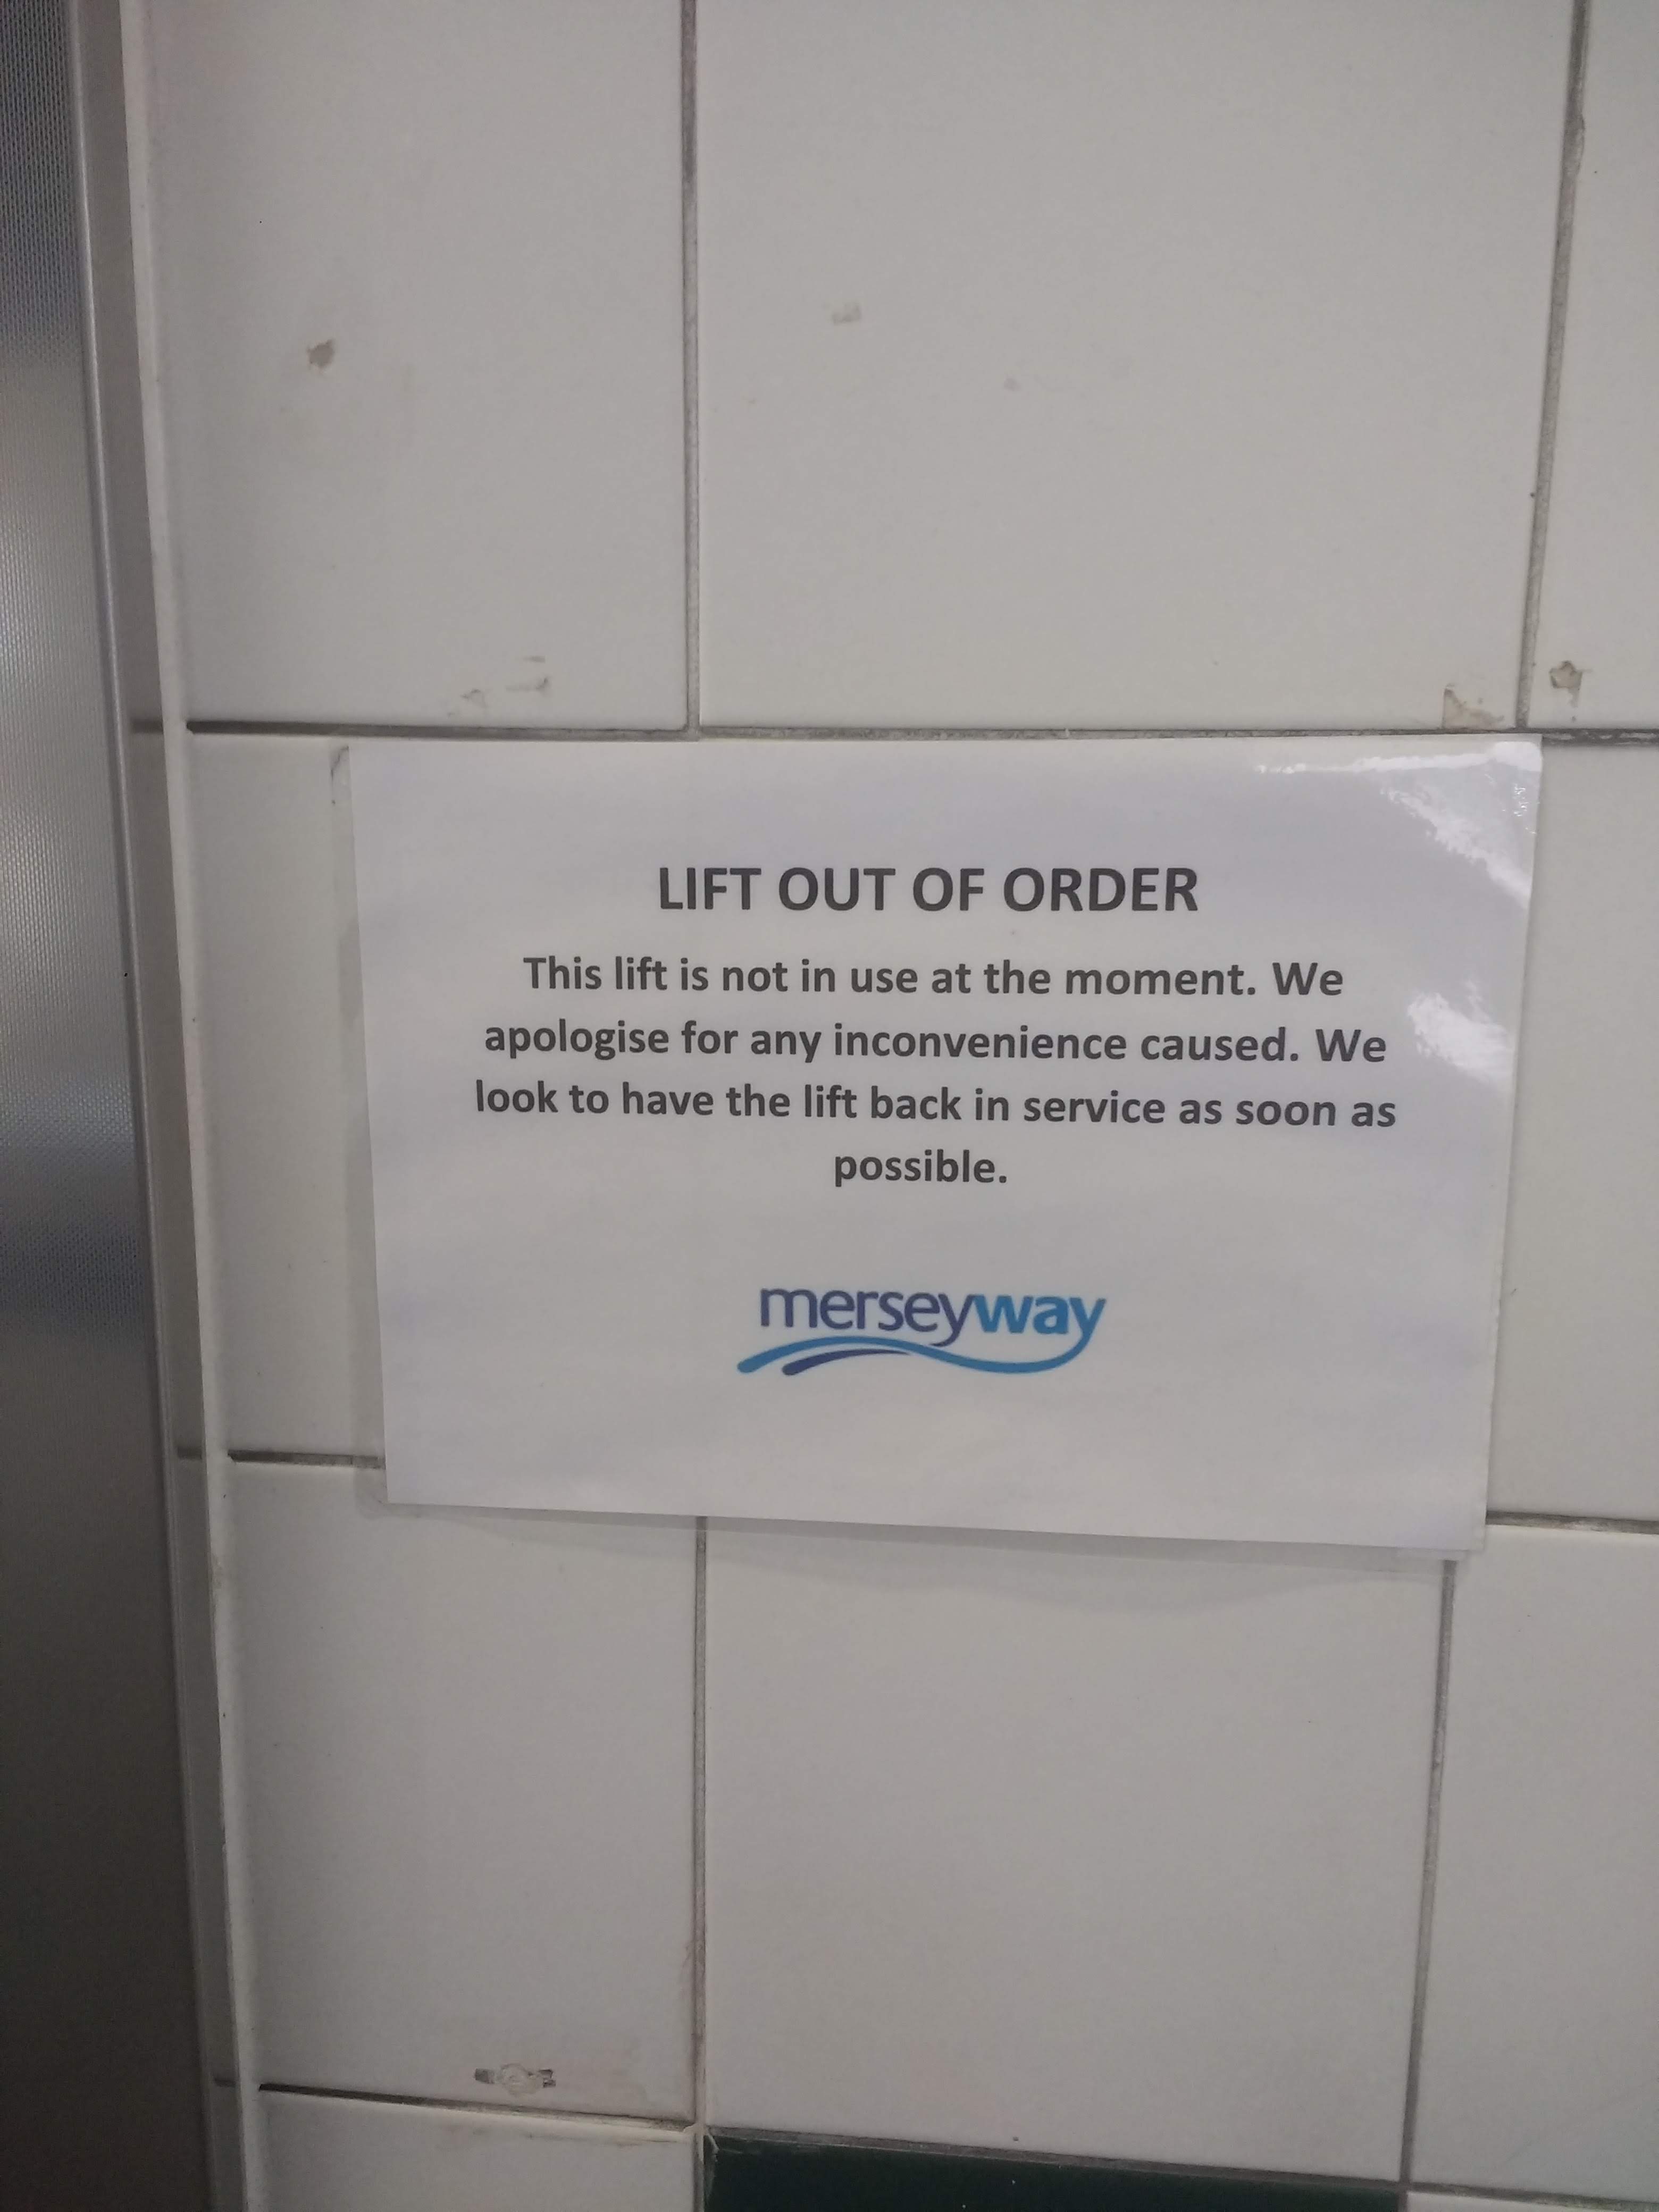 LIFT OUT OF ORDER
This lift is not in use at the moment. We
apologise for any inconvenience caused. We
look to have the lift back in service as soon as
possible.
merseyway